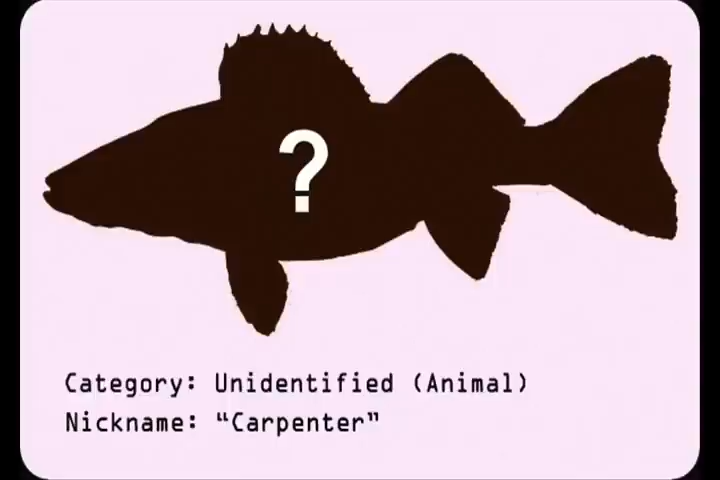 ?
Category: Unidentified (Animal)
Nickname: “Carpenter”